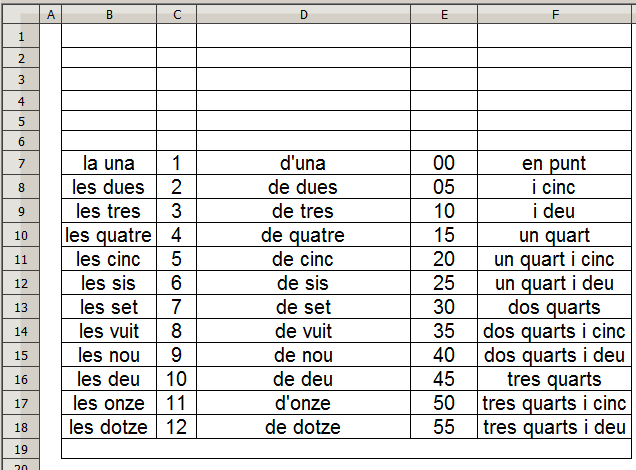 A B C D E F
1
2
3
4
5
6
7 la una 1 d'una 00 en punt
8 les dues 2 de dues 05 i cinc
9 les tres 3 de tres 10 i deu
10 les quatre 4 de quatre 15 un quart
11 les cinc 5 de cinc 20 un quart i cinc
12 les sis 6 de sis 25 un quart i deu
13 les set 7 de set 30 dos quarts
14 les vuit 8 de vuit 35 dos quarts i cinc
15 les nou 9 de nou 40 dos quarts i deu
16 les deu 10 de deu 45 tres quarts
17 les onze 11 d'onze 50 tres quarts i cinc
18 les dotze 12 de dotze 55 tres quarts i deu
19
20